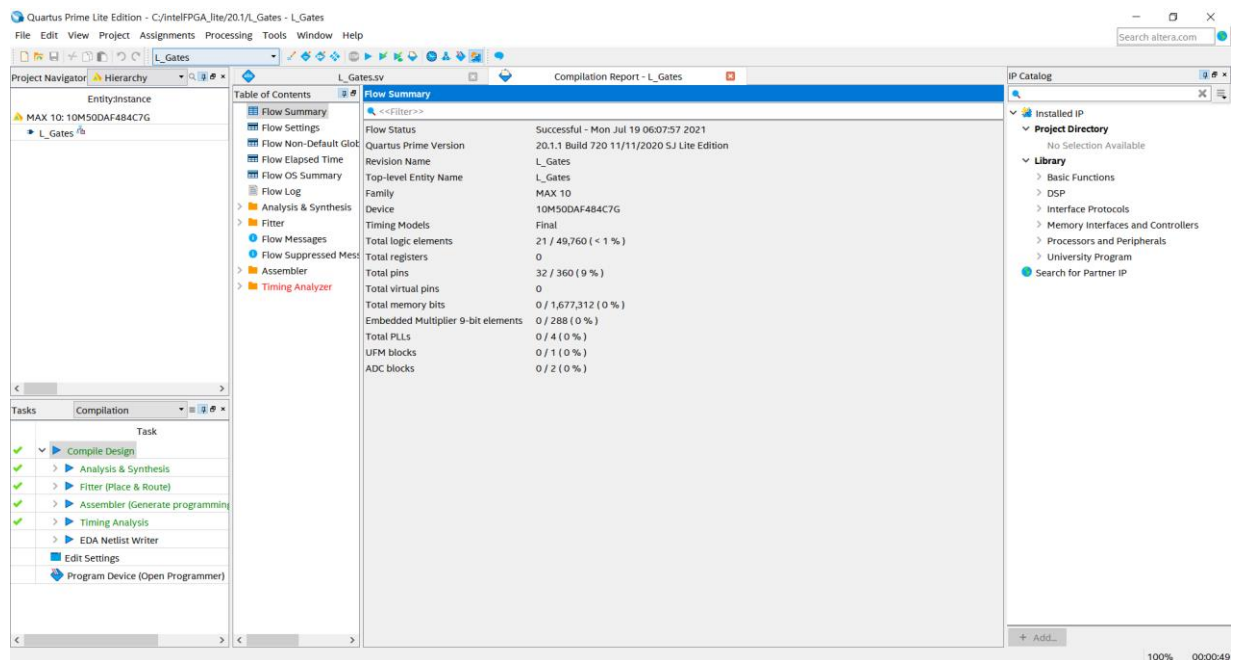 Quartus Prime Lite Edition - C:/intelFPGA_lite/20.1/L_Gates - L_Gates
File Edit View Project Assignments Processing Tools Window Help
Search altera.com
L_Gates
Project Navigator Hierarchy
Entity:Instance
MAX 10: 10M50DAF484C7G
L_Gates
Tasks Compilation
Task
Compile Design
Analysis & Synthesis
Fitter (Place & Route)
Assembler (Generate programming
Timing Analysis
EDA Netlist Writer
Edit Settings
Program Device (Open Programmer)
L_Gates.sv
Compilation Report - L_Gates
Table of Contents
Flow Summary
Flow Settings
Flow Non-Default Glob
Flow Elapsed Time
Flow OS Summary
Flow Log
Analysis & Synthesis
Fitter
Flow Messages
Flow Suppressed Mess
Assembler
Timing Analyzer
Flow Summary
<<Filter>>
Flow Status Successful - Mon Jul 19 06:07:57 2021
Quartus Prime Version 20.1.1 Build 720 11/11/2020 SJ Lite Edition
Revision Name L_Gates
Top-level Entity Name L_Gates
Family MAX 10
Device 10M50DAF484C7G
Timing Models Final
Total logic elements 21 / 49,760 ( < 1 % )
Total registers 0
Total pins 32 / 360 ( 9 % )
Total virtual pins 0
Total memory bits 0 / 1,677,312 ( 0 % )
Embedded Multiplier 9-bit elements 0 / 288 ( 0 % )
Total PLLs 0 / 4 ( 0 % )
UFM blocks 0 / 1 ( 0 % )
ADC blocks 0 / 2 ( 0 % )
IP Catalog
Installed IP
Project Directory
No Selection Available
Library
Basic Functions
DSP
Interface Protocols
Memory Interfaces and Controllers
Processors and Peripherals
University Program
Search for Partner IP
+ Add...
100% 00:00:49